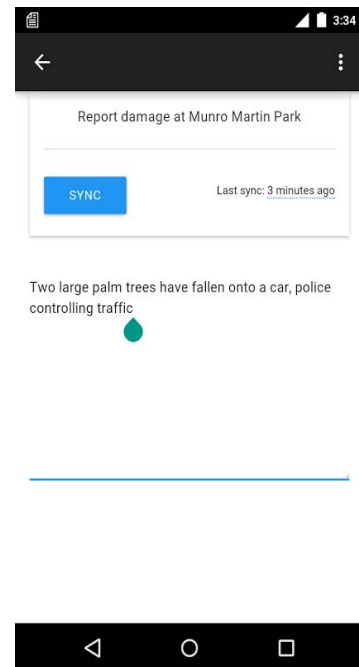 3:34
Report damage at Munro Martin Park
SYNC
Last sync: 3 minutes ago
Two large palm trees have fallen onto a car, police
controlling traffic